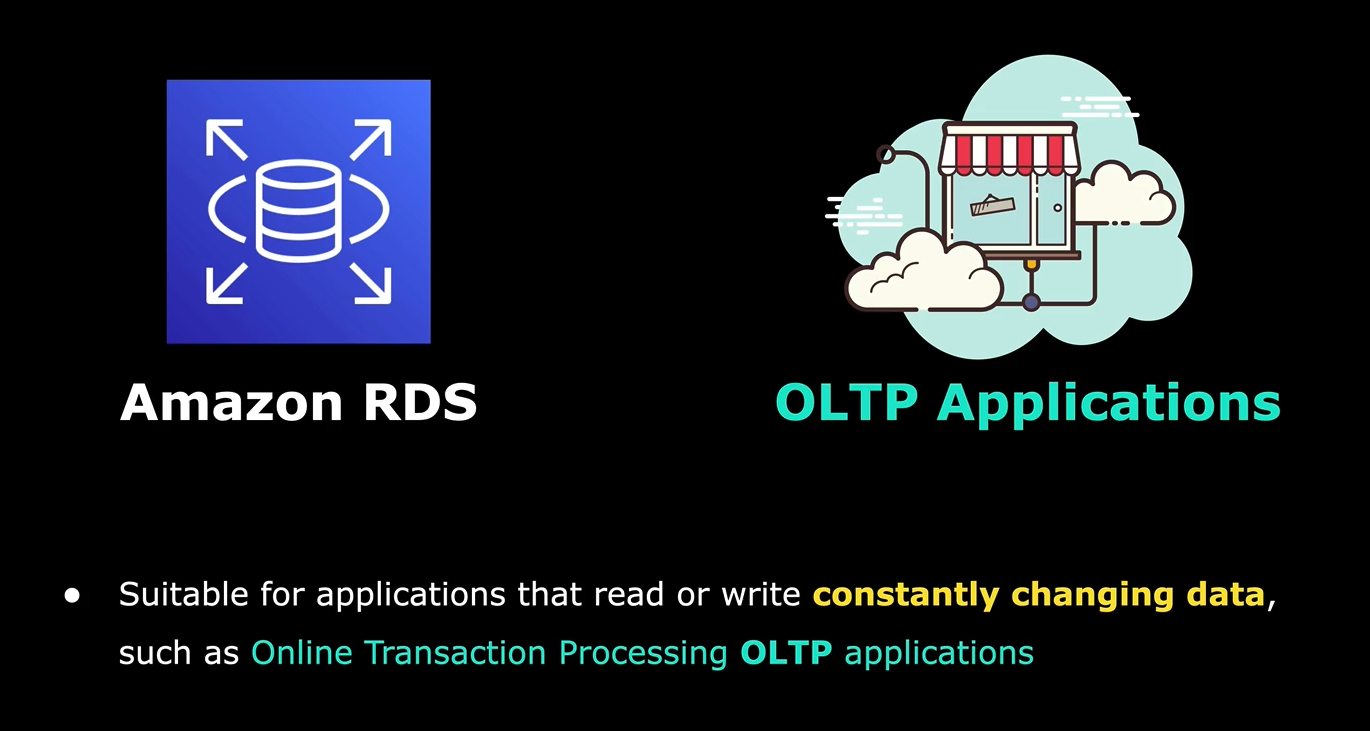 Amazon RDS
OLTP Applications
● Suitable for applications that read or write constantly changing data,
such as Online Transaction Processing OLTP applications